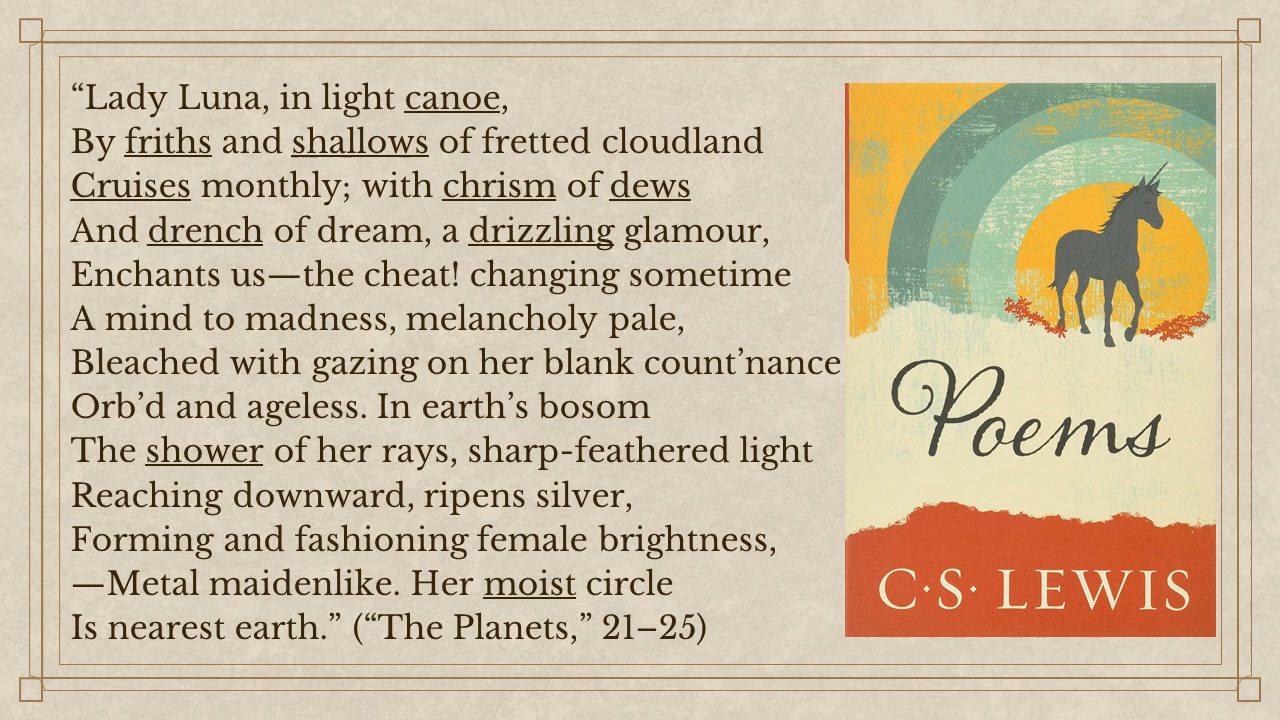 “Lady Luna, in light canoe,
By friths and shallows of fretted cloudland
Cruises monthly; with chrism of dews
And drench of dream, a drizzling glamour,
Enchants us—the cheat! changing sometime
A mind to madness, melancholy pale,
Bleached with gazing on her blank count’nance
Orb’d and ageless. In earth’s bosom
The shower of her rays, sharp-feathered light
Reaching downward, ripens silver,
Forming and fashioning female brightness,
—Metal maidenlike. Her moist circle
Is nearest earth.” (“The Planets,” 21–25)
Poems
C·S· LEWIS